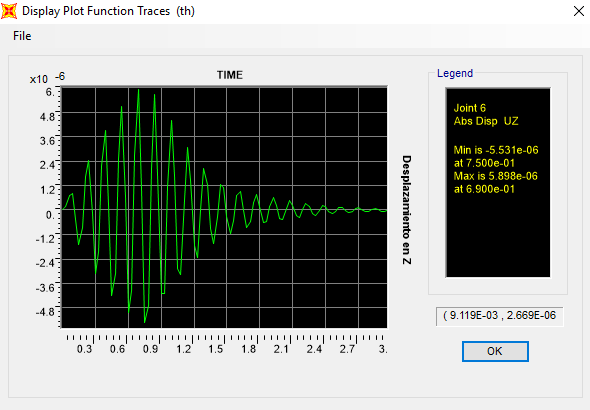 Display Plot Function Traces (th)
File
x10 -6
TIME
6.
4.8
3.6
2.4
1.2
0.
-1.2
-2.4
-3.6
-4.8
0.3 0.6 0.9 1.2 1.5 1.8 2.1 2.4 2.7 3.
Desplazamiento en Z
Legend
Joint 6
Abs Disp UZ
Min is -5.531e-06
at 7.500e-01
Max is 5.898e-06
at 6.900e-01
( 9.119E-03 , 2.669E-06
OK